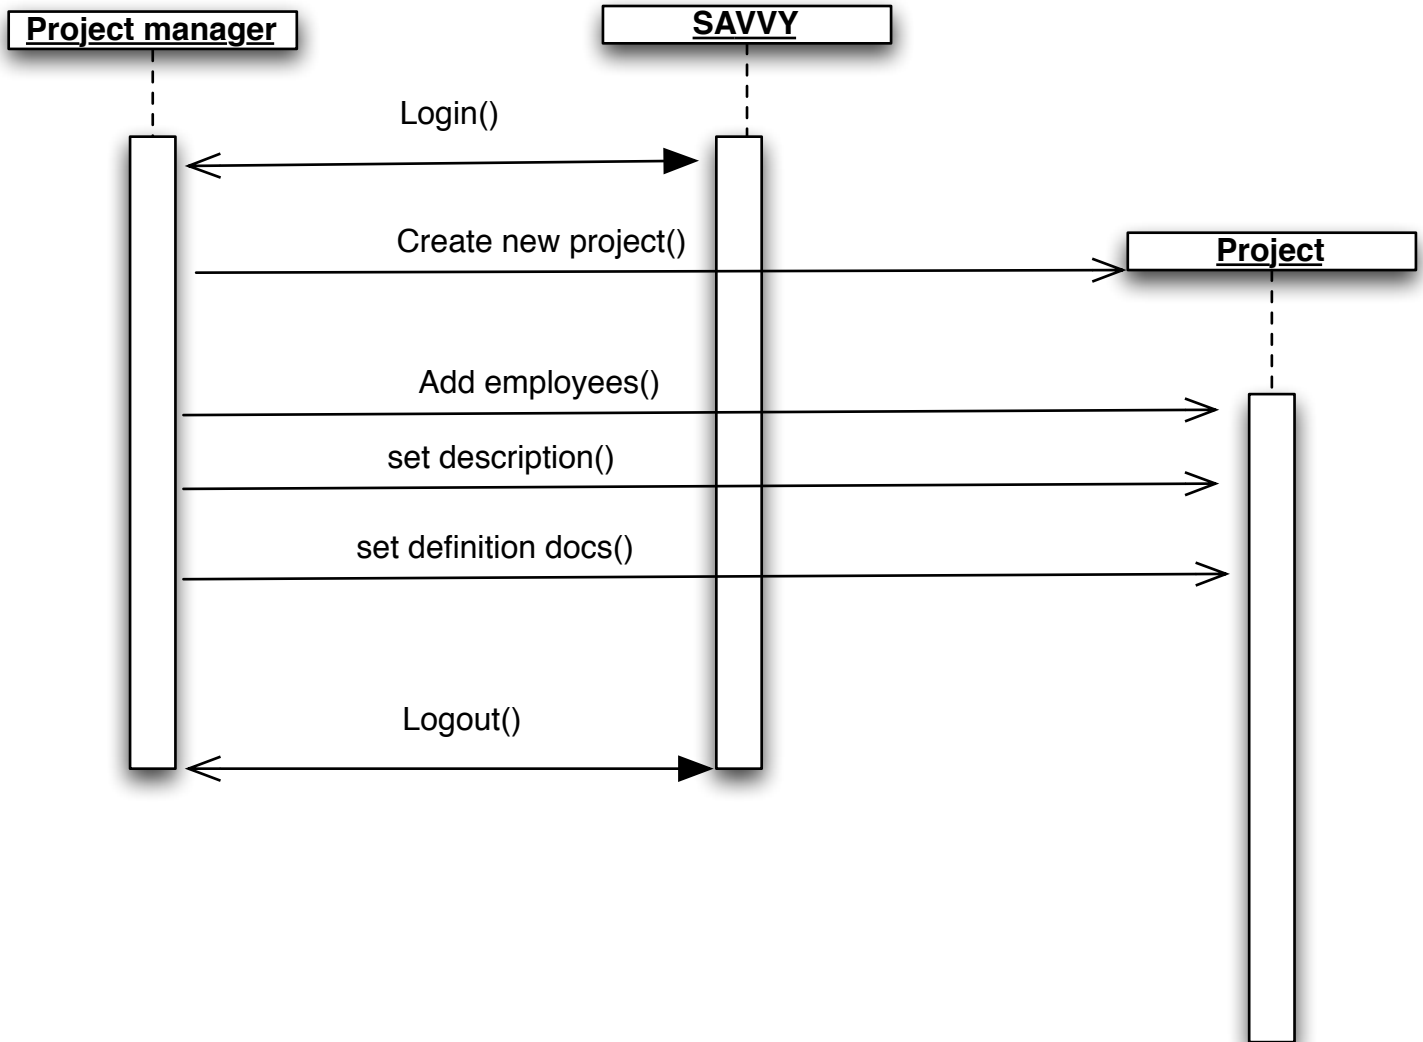 Project manager
SAVVY
Login()
Create new project()
Project
Add employees()
set description()
set definition docs()
Logout()